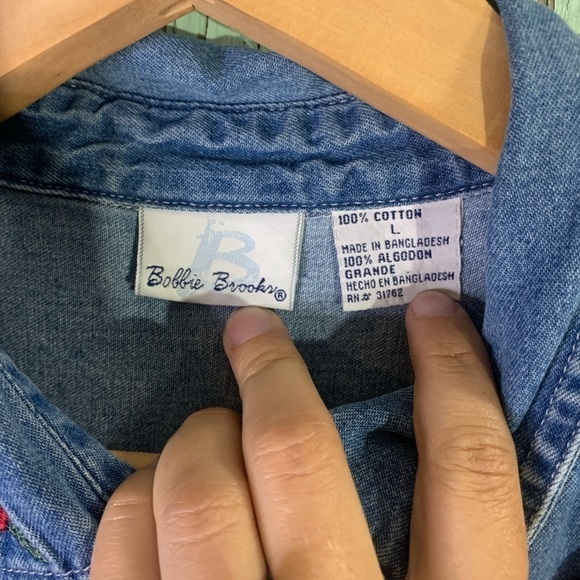 B
Bobbie Brooks®
100% COTTON
L
MADE IN BANGLADESH
100% ALGODON
GRANDE
HECHO EN BANGLADESH
RN# 31762